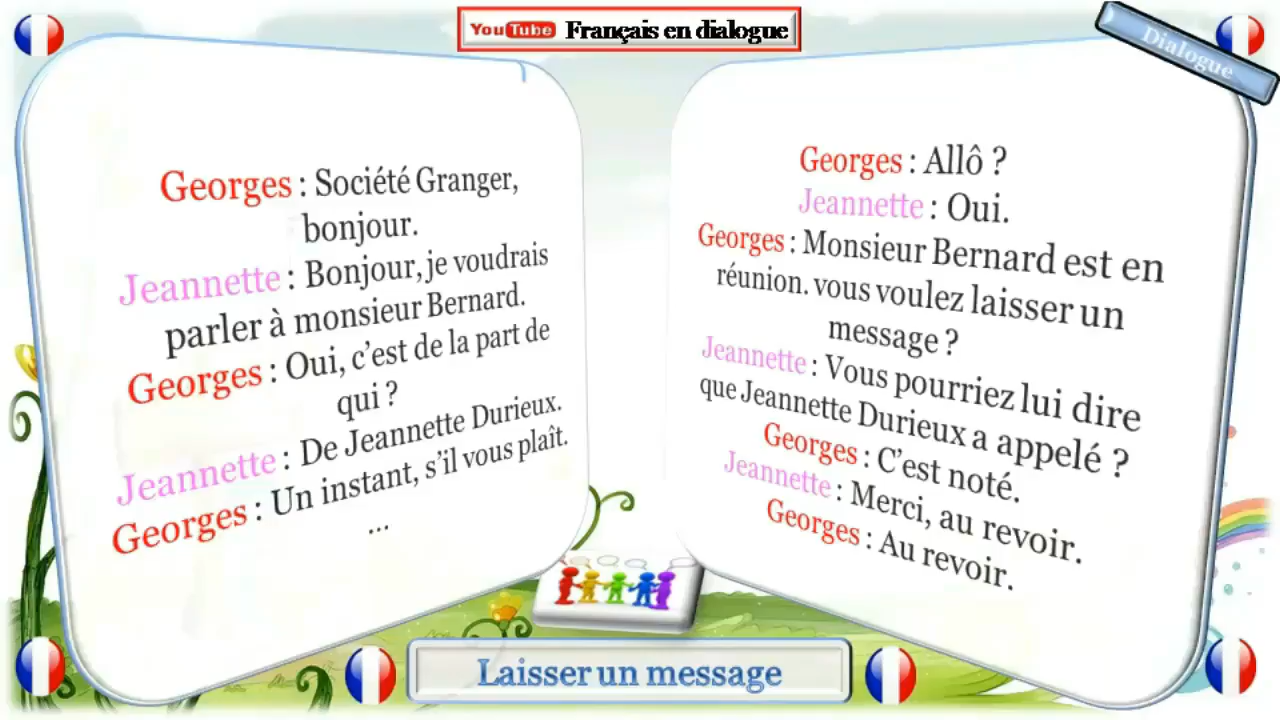 YouTube Français en dialogue
Dialogue
Georges : Société Granger,
bonjour.
Jeannette : Bonjour, je voudrais
parler à monsieur Bernard.
Georges : Oui, c’est de la part de
qui ?
Jeannette : De Jeannette Durieux.
Georges : Un instant, s’il vous plaît.
...
Georges : Allô ?
Jeannette : Oui.
Georges : Monsieur Bernard est en
réunion. vous voulez laisser un
message ?
Jeannette : Vous pourriez lui dire
que Jeannette Durieux a appelé ?
Georges : C’est noté.
Jeannette : Merci, au revoir.
Georges : Au revoir.
Laisser un message